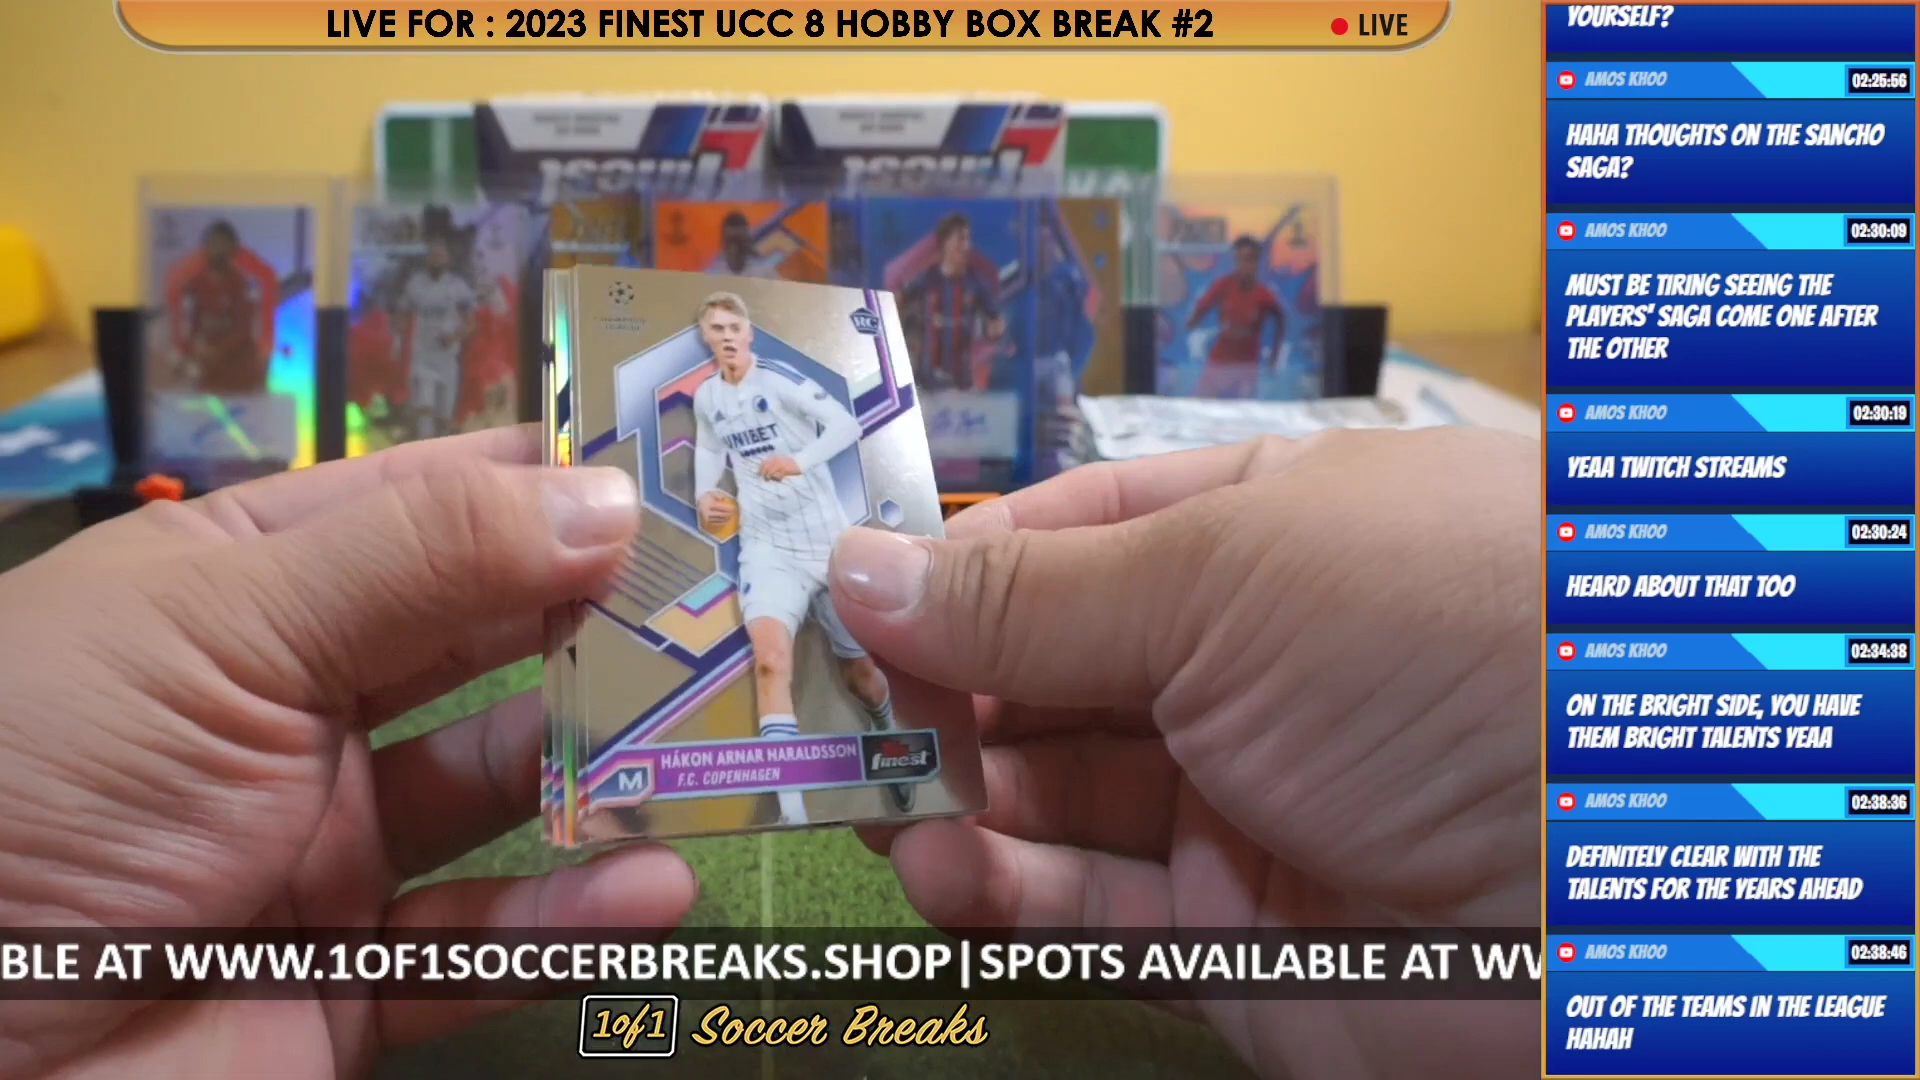 LIVE FOR : 2023 FINEST UCC 8 HOBBY BOX BREAK #2
LIVE
YOURSELF?
AMOS KHOO
02:25:56
HAHA THOUGHTS ON THE SANCHO
SAGA?
AMOS KHOO
02:30:09
MUST BE TIRING SEEING THE
PLAYERS' SAGA COME ONE AFTER
THE OTHER
AMOS KHOO
02:30:19
YEAA TWITCH STREAMS
AMOS KHOO
02:30:24
HEARD ABOUT THAT TOO
AMOS KHOO
02:34:38
ON THE BRIGHT SIDE, YOU HAVE
THEM BRIGHT TALENTS YEAA
AMOS KHOO
02:38:36
DEFINITELY CLEAR WITH THE
TALENTS FOR THE YEARS AHEAD
AMOS KHOO
02:38:46
OUT OF THE TEAMS IN THE LEAGUE
HAHAH
RC
UNIBET
HÁKON ARNAR HARALDSSON
M
F.C. COPENHAGEN
finest
BLE AT WWW.1OF1SOCCERBREAKS.SHOP|SPOTS AVAILABLE AT WW
1of1 Soccer Breaks